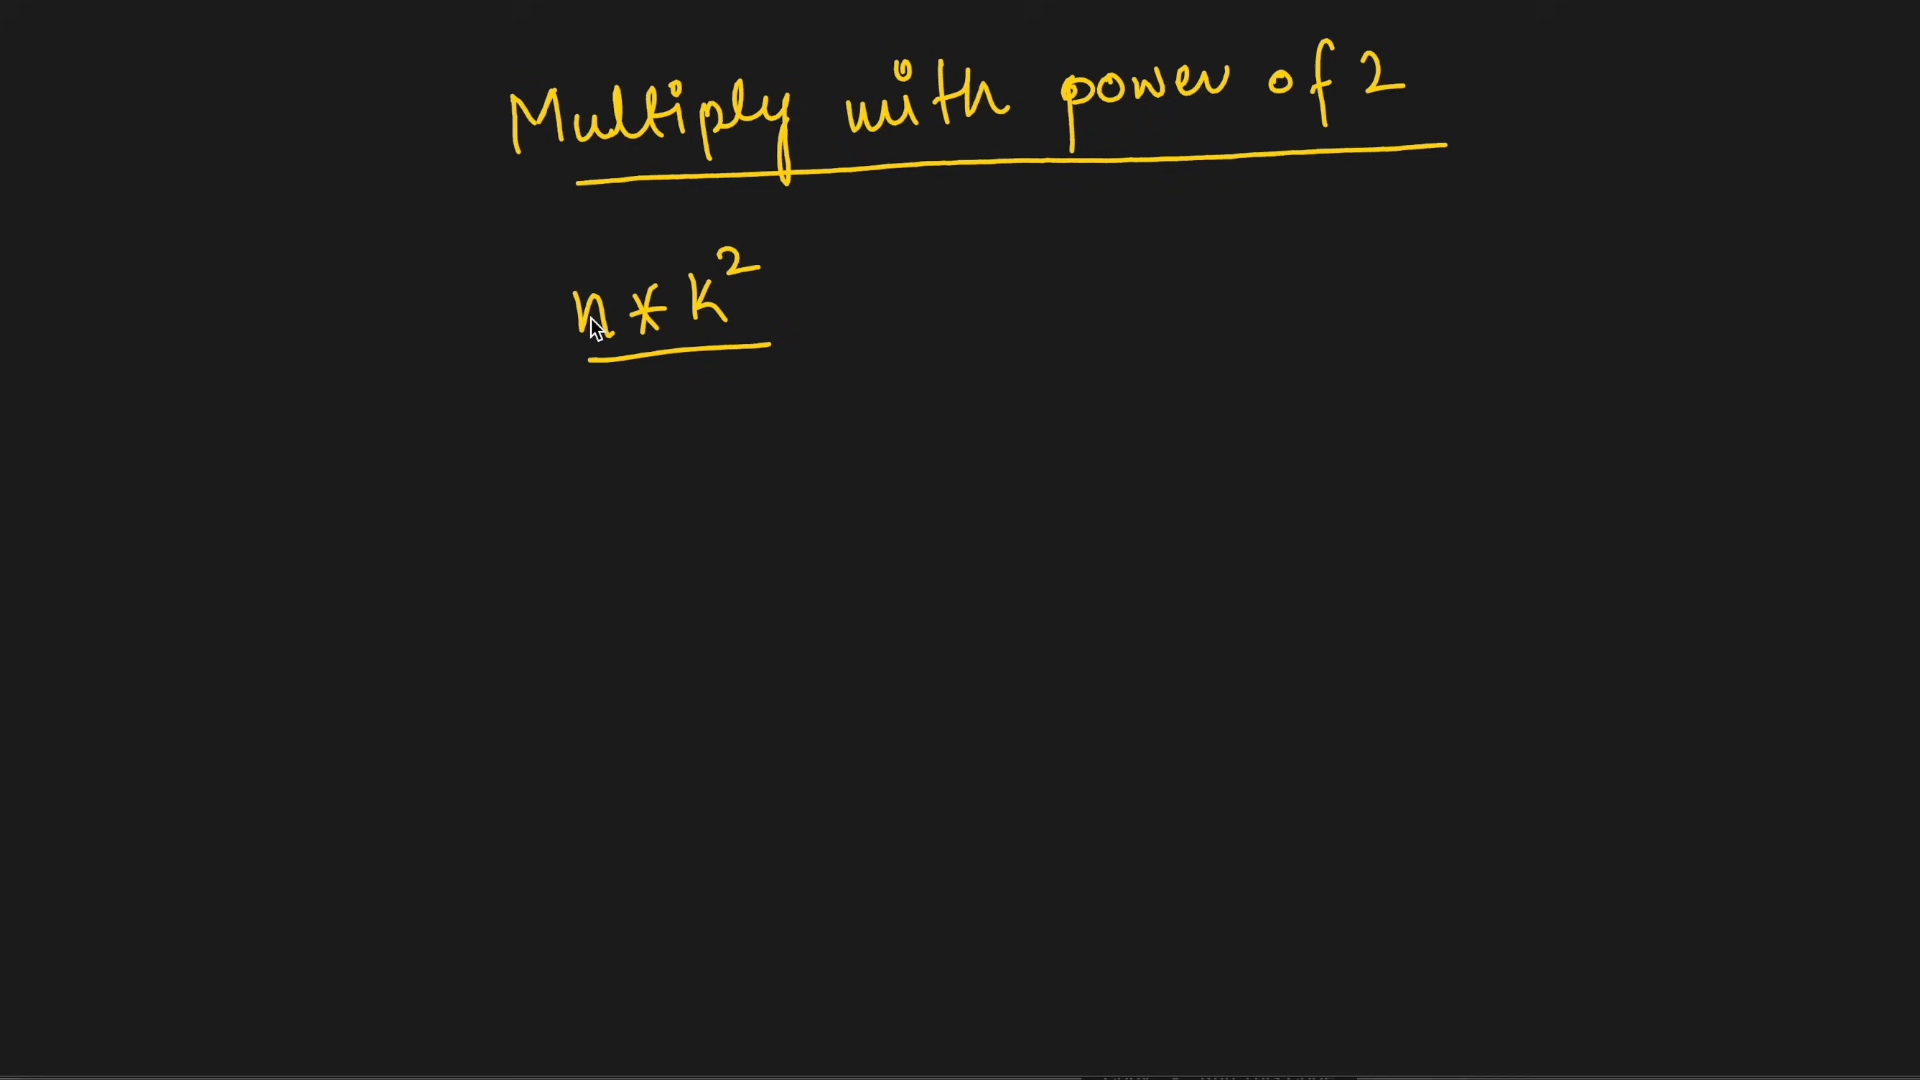 Multiply with power of 2
n * k²